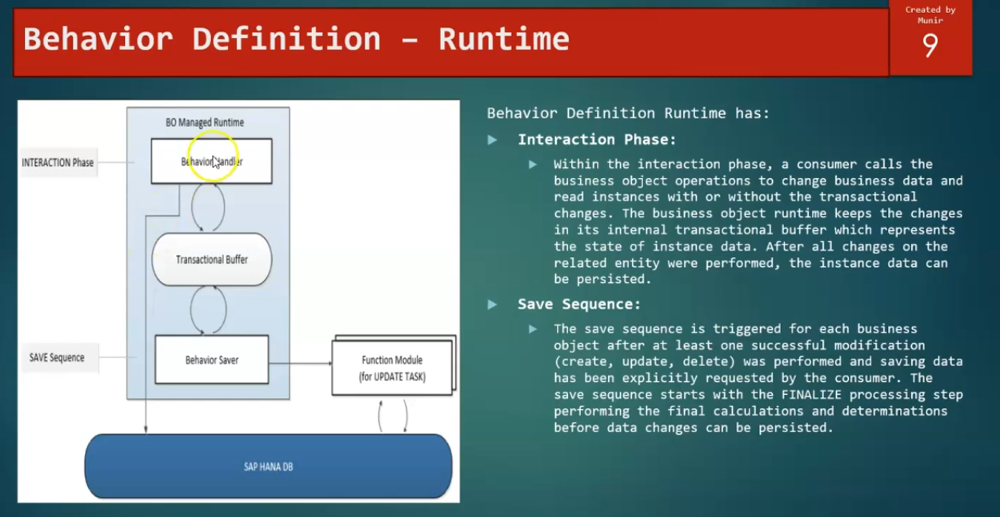 Behavior Definition – Runtime
Created by
Munir
9
BO Managed Runtime
INTERACTION Phase
Behavior Handler
Transactional Buffer
SAVE Sequence
Behavior Saver
Function Module
(for UPDATE TASK)
SAP HANA DB
Behavior Definition Runtime has:
Interaction Phase:
Within the interaction phase, a consumer calls the
business object operations to change business data and
read instances with or without the transactional
changes. The business object runtime keeps the changes
in its internal transactional buffer which represents
the state of instance data. After all changes on the
related entity were performed, the instance data can
be persisted.
Save Sequence:
The save sequence is triggered for each business
object after at least one successful modification
(create, update, delete) was performed and saving data
has been explicitly requested by the consumer. The
save sequence starts with the FINALIZE processing step
performing the final calculations and determinations
before data changes can be persisted.